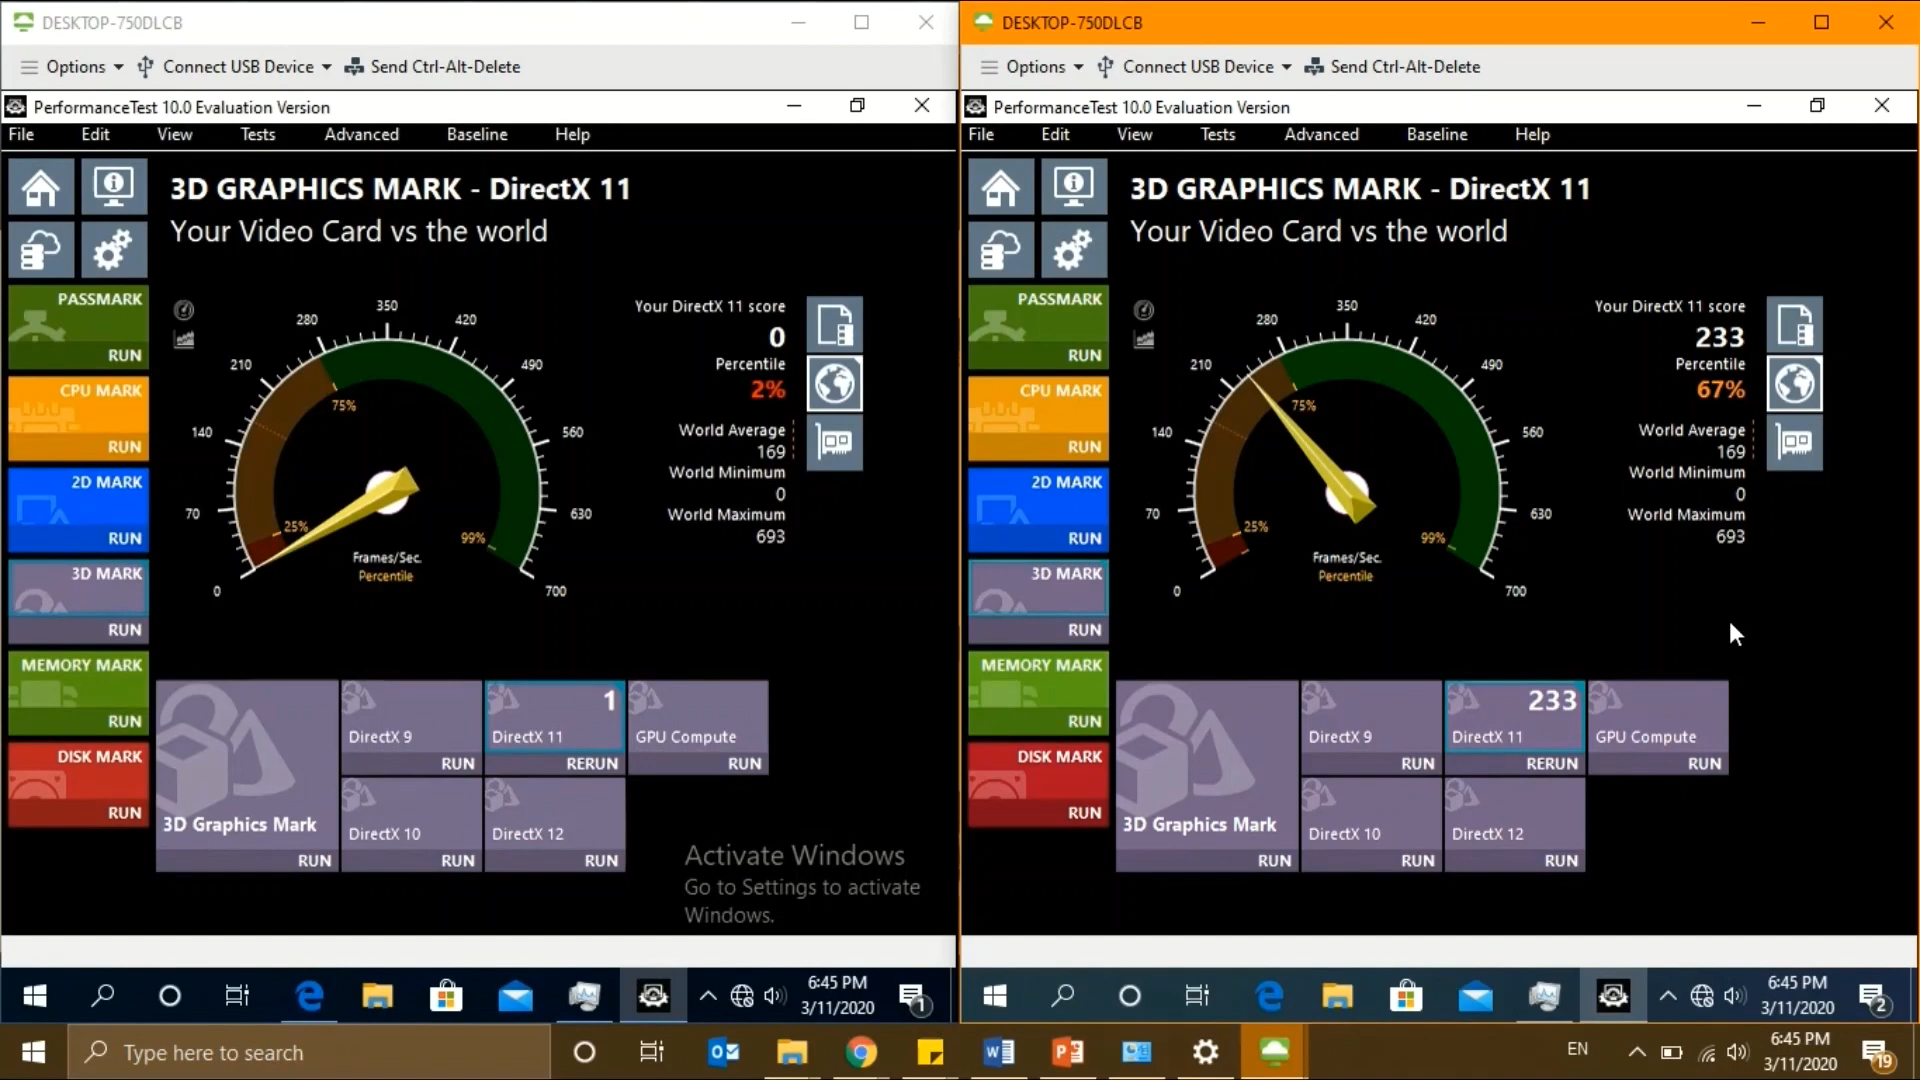 DESKTOP-750DLCB
Options Connect USB Device Send Ctrl-Alt-Delete
PerformanceTest 10.0 Evaluation Version
File Edit View Tests Advanced Baseline Help
3D GRAPHICS MARK - DirectX 11
Your Video Card vs the world
PASSMARK
RUN
CPU MARK
RUN
2D MARK
RUN
3D MARK
RUN
MEMORY MARK
RUN
DISK MARK
RUN
0 70 140 210 280 350 420 490 560 630 700
25% 75% 99%
Frames/Sec.
Percentile
Your DirectX 11 score
0
Percentile
2%
World Average
169
World Minimum
0
World Maximum
693
3D Graphics Mark
RUN
DirectX 9
RUN
1
DirectX 11
RERUN
GPU Compute
RUN
DirectX 10
RUN
DirectX 12
RUN
Activate Windows
Go to Settings to activate
Windows.
6:45 PM
3/11/2020
1
DESKTOP-750DLCB
Options Connect USB Device Send Ctrl-Alt-Delete
PerformanceTest 10.0 Evaluation Version
File Edit View Tests Advanced Baseline Help
3D GRAPHICS MARK - DirectX 11
Your Video Card vs the world
PASSMARK
RUN
CPU MARK
RUN
2D MARK
RUN
3D MARK
RUN
MEMORY MARK
RUN
DISK MARK
RUN
0 70 140 210 280 350 420 490 560 630 700
25% 75% 99%
Frames/Sec.
Percentile
Your DirectX 11 score
233
Percentile
67%
World Average
169
World Minimum
0
World Maximum
693
3D Graphics Mark
RUN
DirectX 9
RUN
233
DirectX 11
RERUN
GPU Compute
RUN
DirectX 10
RUN
DirectX 12
RUN
6:45 PM
3/11/2020
2
Type here to search
EN
6:45 PM
3/11/2020
19